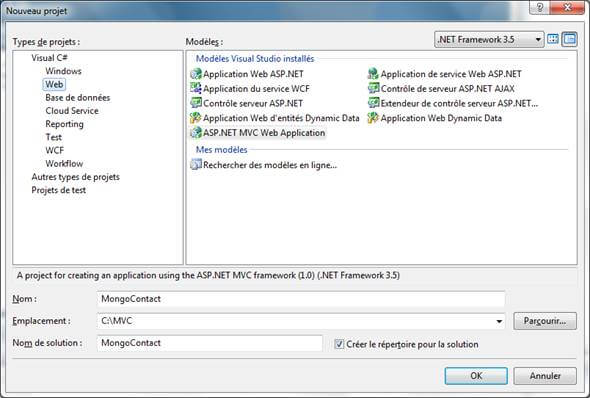 Nouveau projet
Types de projets :
Modèles :
.NET Framework 3.5
Visual C#
Windows
Web
Base de données
Cloud Service
Reporting
Test
WCF
Workflow
Autres types de projets
Projets de test
Modèles Visual Studio installés
Application Web ASP.NET
Application de service Web ASP.NET
Application du service WCF
Contrôle serveur ASP.NET AJAX
Contrôle serveur ASP.NET
Extendeur de contrôle serveur ASP.NET...
Application Web d'entités Dynamic Data
Application Web Dynamic Data
ASP.NET MVC Web Application
Mes modèles
Rechercher des modèles en ligne...
A project for creating an application using the ASP.NET MVC framework (1.0) (.NET Framework 3.5)
Nom :
MongoContact
Emplacement :
C:\MVC
Parcourir...
Nom de solution :
MongoContact
Créer le répertoire pour la solution
OK
Annuler